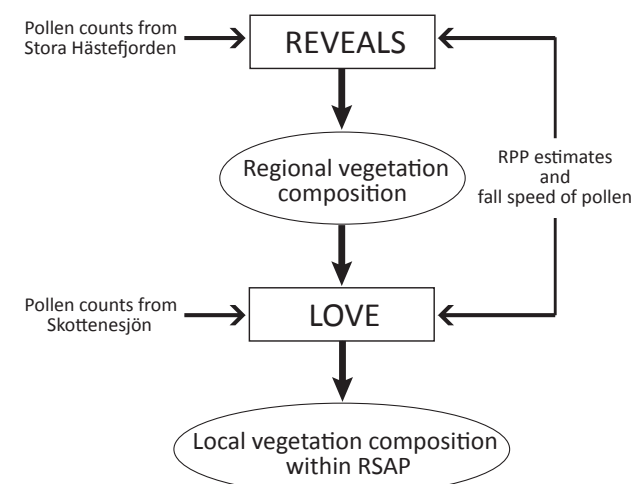 Pollen counts from
Stora Hästefjorden
REVEALS
Regional vegetation
composition
RPP estimates
and
fall speed of pollen
Pollen counts from
Skottenesjön
LOVE
Local vegetation composition
within RSAP